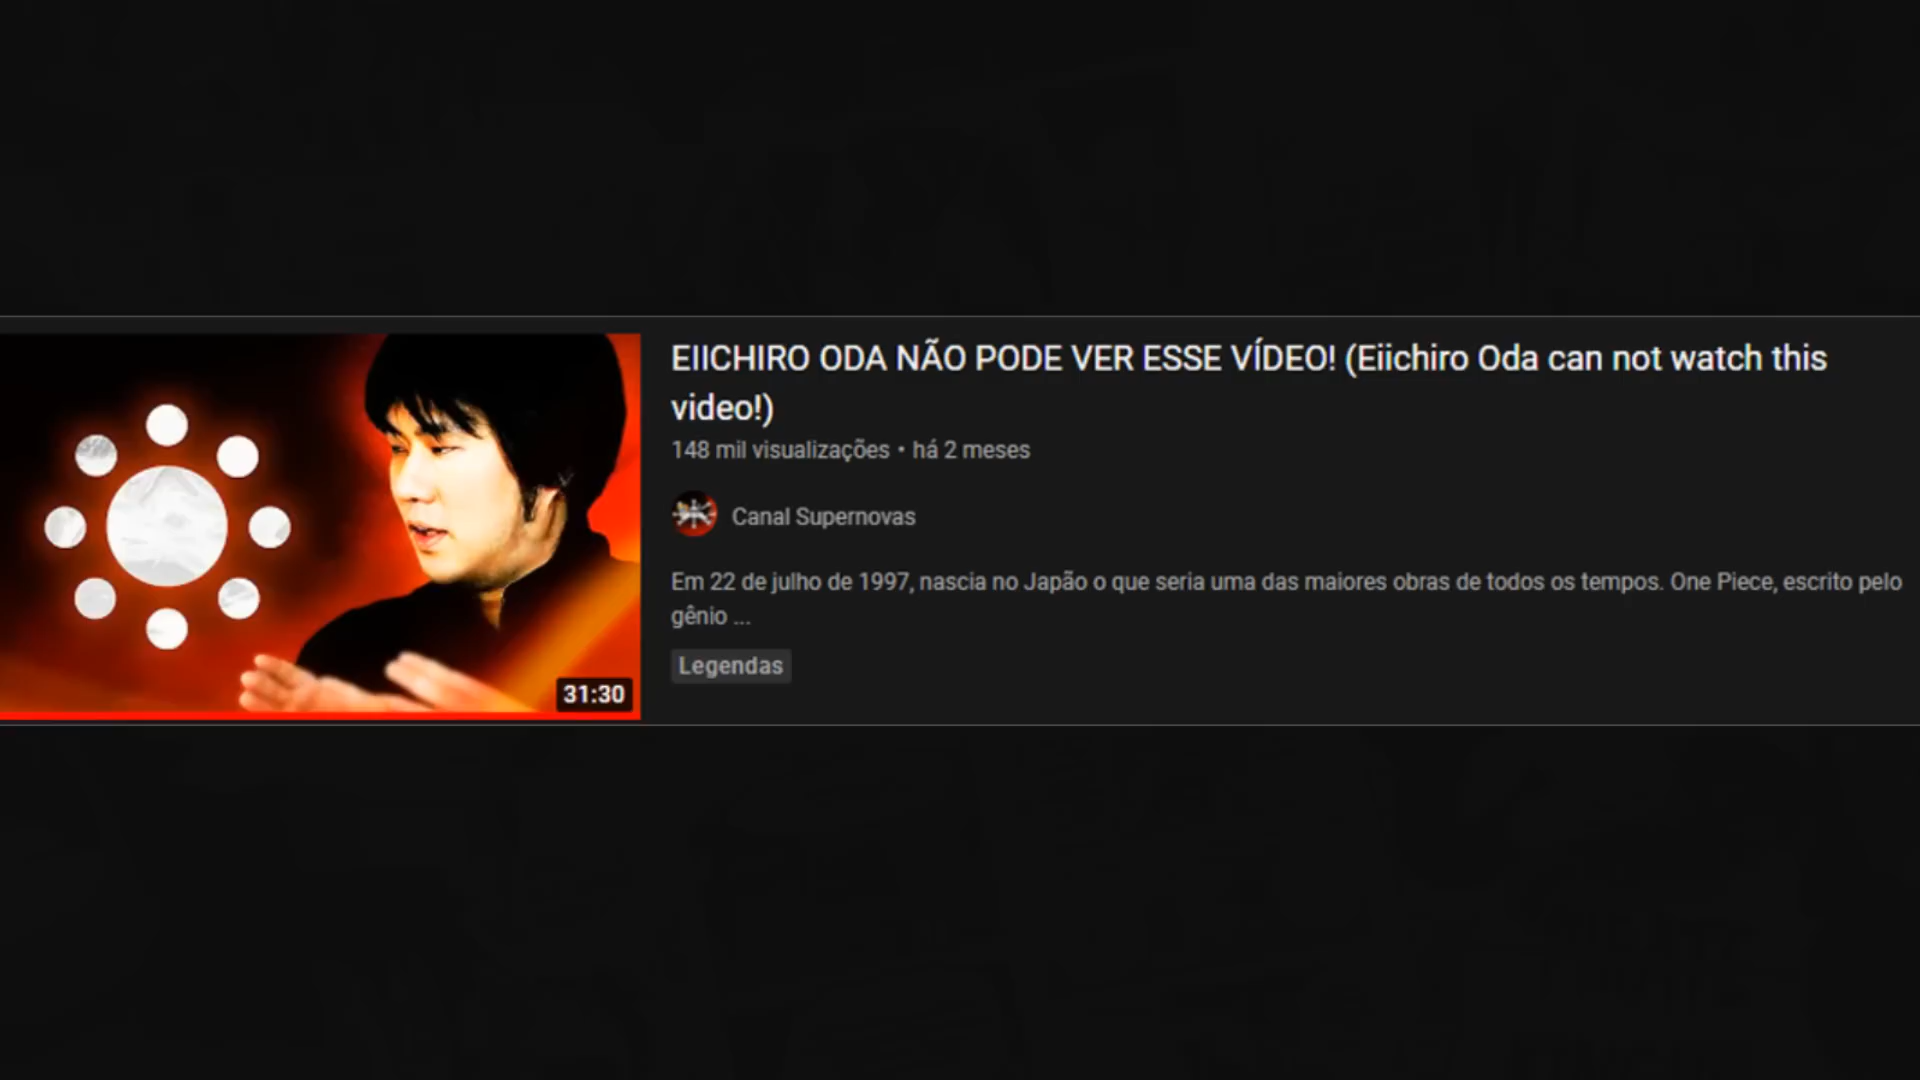 EIICHIRO ODA NÃO PODE VER ESSE VÍDEO! (Eiichiro Oda can not watch this
video!)
148 mil visualizações • há 2 meses
Canal Supernovas
Em 22 de julho de 1997, nascia no Japão o que seria uma das maiores obras de todos os tempos. One Piece, escrito pelo
gênio ...
Legendas
31:30